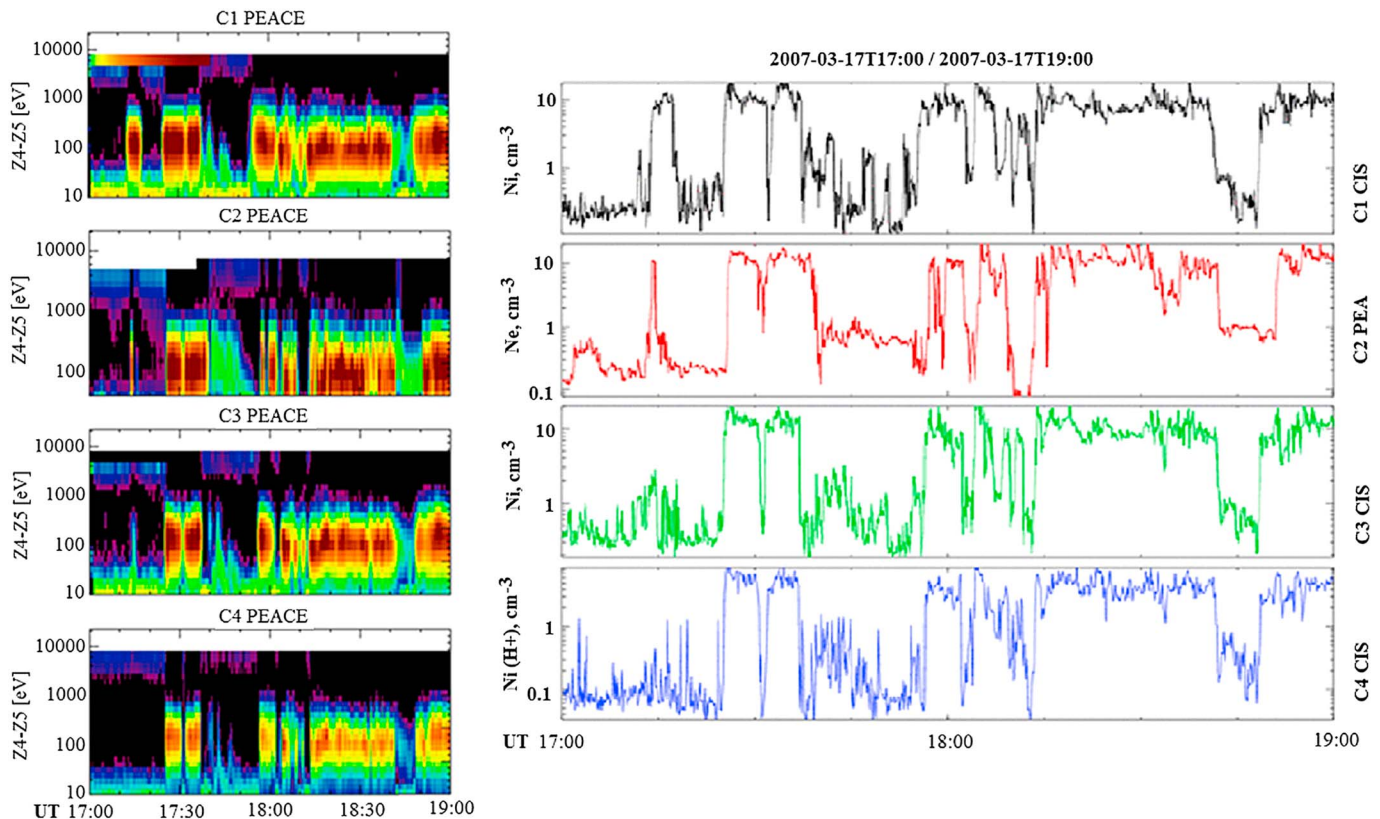 C1 PEACE
Z4-Z5 [eV]
10000
1000
100
10
C2 PEACE
Z4-Z5 [eV]
10000
1000
100
C3 PEACE
Z4-Z5 [eV]
10000
1000
100
10
C4 PEACE
Z4-Z5 [eV]
10000
1000
100
10
UT 17:00 17:30 18:00 18:30 19:00
2007-03-17T17:00 / 2007-03-17T19:00
Ni, cm-3
10
1
C1 CIS
Ne, cm-3
10
1
0.1
C2 PEA
Ni, cm-3
10
1
C3 CIS
Ni (H+), cm-3
1
0.1
C4 CIS
UT 17:00 18:00 19:00